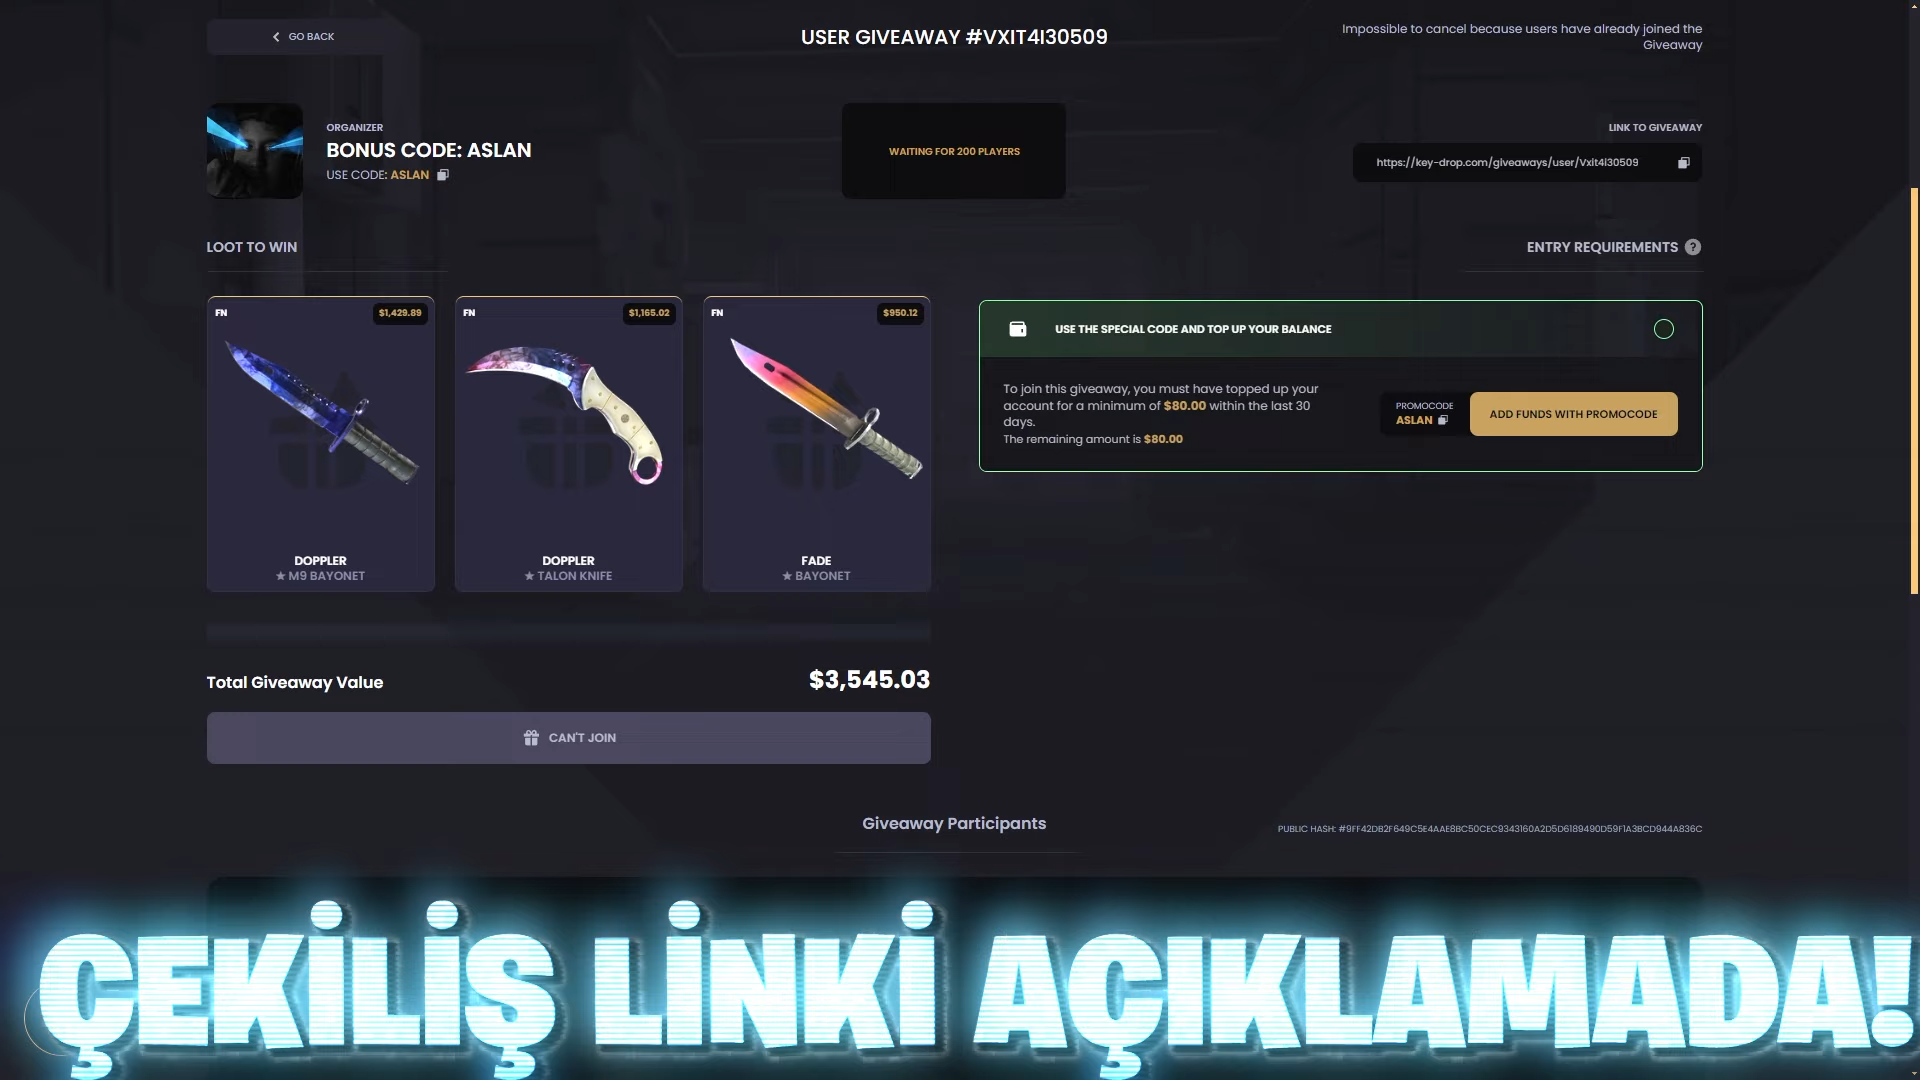 GO BACK
USER GIVEAWAY #VXIT4I30509
Impossible to cancel because users have already joined the
Giveaway
ORGANIZER
BONUS CODE: ASLAN
USE CODE: ASLAN
WAITING FOR 200 PLAYERS
LINK TO GIVEAWAY
https://key-drop.com/giveaways/user/Vxit4i30509
LOOT TO WIN
ENTRY REQUIREMENTS ?
FN $1,429.89
FN $1,165.02
FN $950.12
DOPPLER
★ M9 BAYONET
DOPPLER
★ TALON KNIFE
FADE
★ BAYONET
USE THE SPECIAL CODE AND TOP UP YOUR BALANCE
To join this giveaway, you must have topped up your
account for a minimum of $80.00 within the last 30
days.
The remaining amount is $80.00
PROMOCODE
ASLAN
ADD FUNDS WITH PROMOCODE
Total Giveaway Value $3,545.03
CAN'T JOIN
Giveaway Participants
PUBLIC HASH: #9FF42DB2F649C5E4AAE8BC50CEC9343160A2D5D6189490D59F1A3BCD944A836C
ÇEKİLİŞ LİNKİ AÇIKLAMADA!